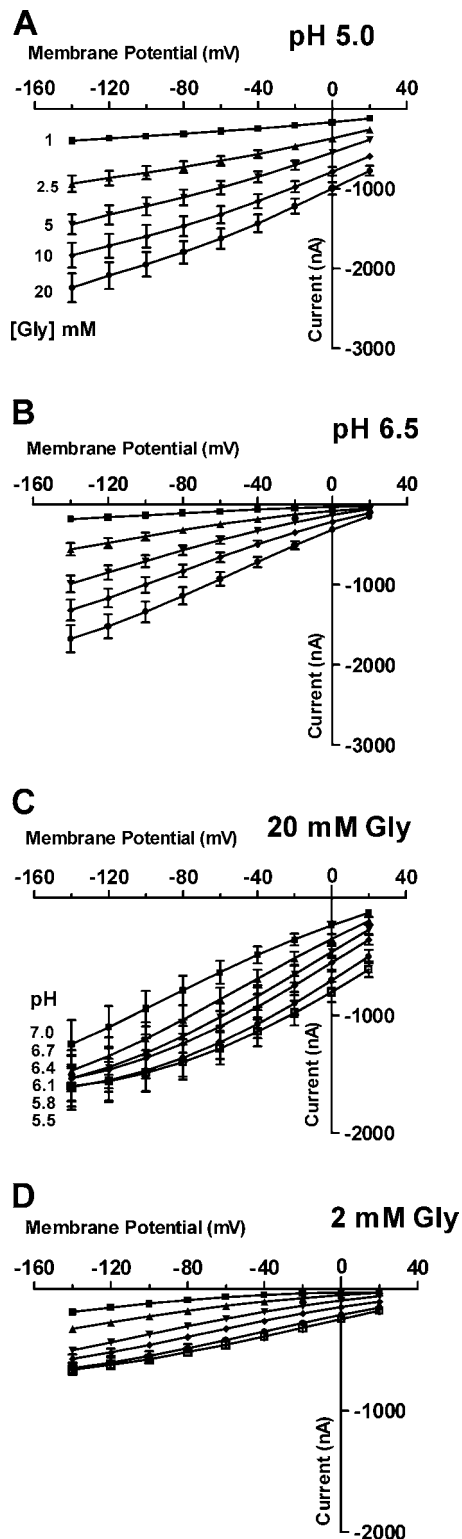 A
pH 5.0
Membrane Potential (mV)
-160 -120 -80 -40 0 40
1
2.5
5
10
20
[Gly] mM
-1000
-2000
-3000
Current (nA)
B
pH 6.5
Membrane Potential (mV)
-160 -120 -80 -40 0 40
-1000
-2000
-3000
Current (nA)
C
20 mM Gly
Membrane Potential (mV)
-160 -120 -80 -40 0 40
pH
7.0
6.7
6.4
6.1
5.8
5.5
-1000
-2000
Current (nA)
D
2 mM Gly
Membrane Potential (mV)
-160 -120 -80 -40 0 40
-1000
-2000
Current (nA)